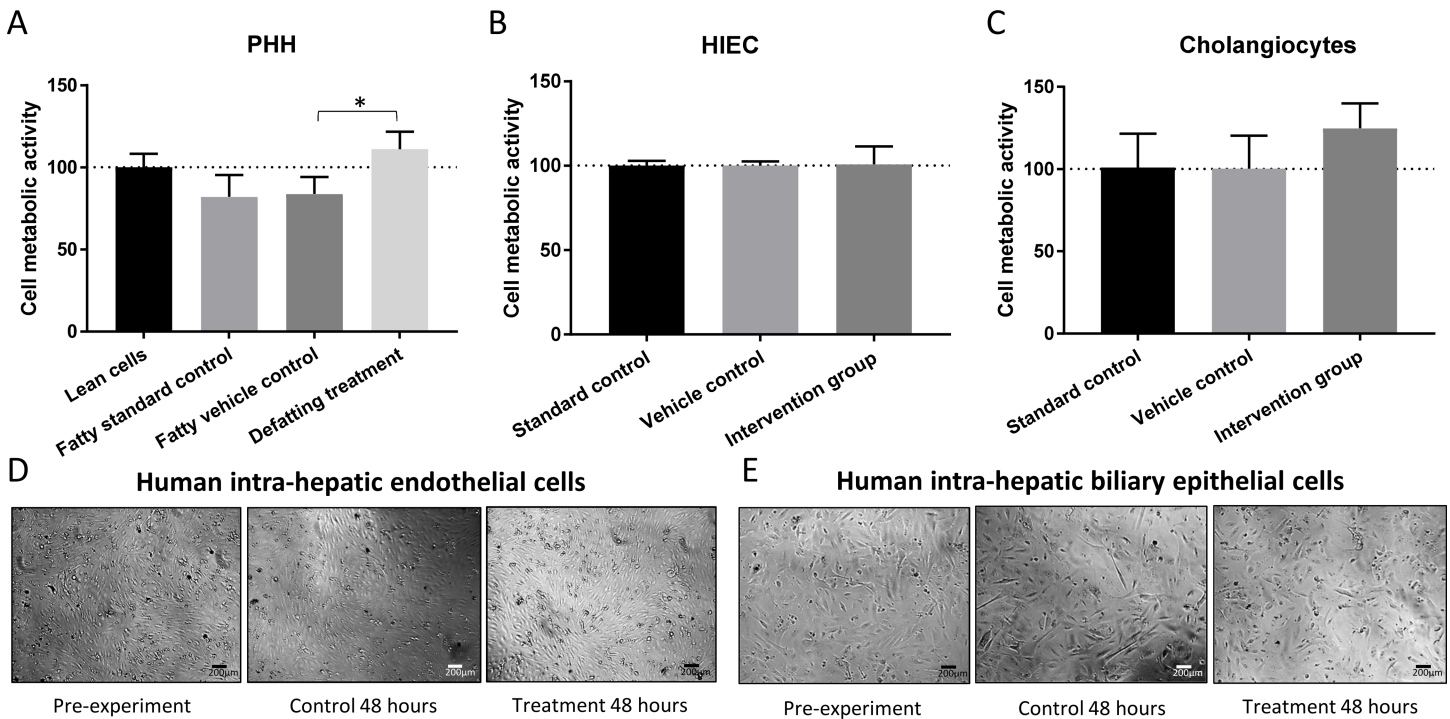 A
PHH
Cell metabolic activity
150
100
50
0
*
Lean cells
Fatty standard control
Fatty vehicle control
Defatting treatment
B
HIEC
Cell metabolic activity
150
100
50
0
Standard control
Vehicle control
Intervention group
C
Cholangiocytes
Cell metabolic activity
150
100
50
0
Standard control
Vehicle control
Intervention group
D
Human intra-hepatic endothelial cells
200µm
200µm
200µm
Pre-experiment
Control 48 hours
Treatment 48 hours
E
Human intra-hepatic biliary epithelial cells
200µm
200µm
200µm
Pre-experiment
Control 48 hours
Treatment 48 hours